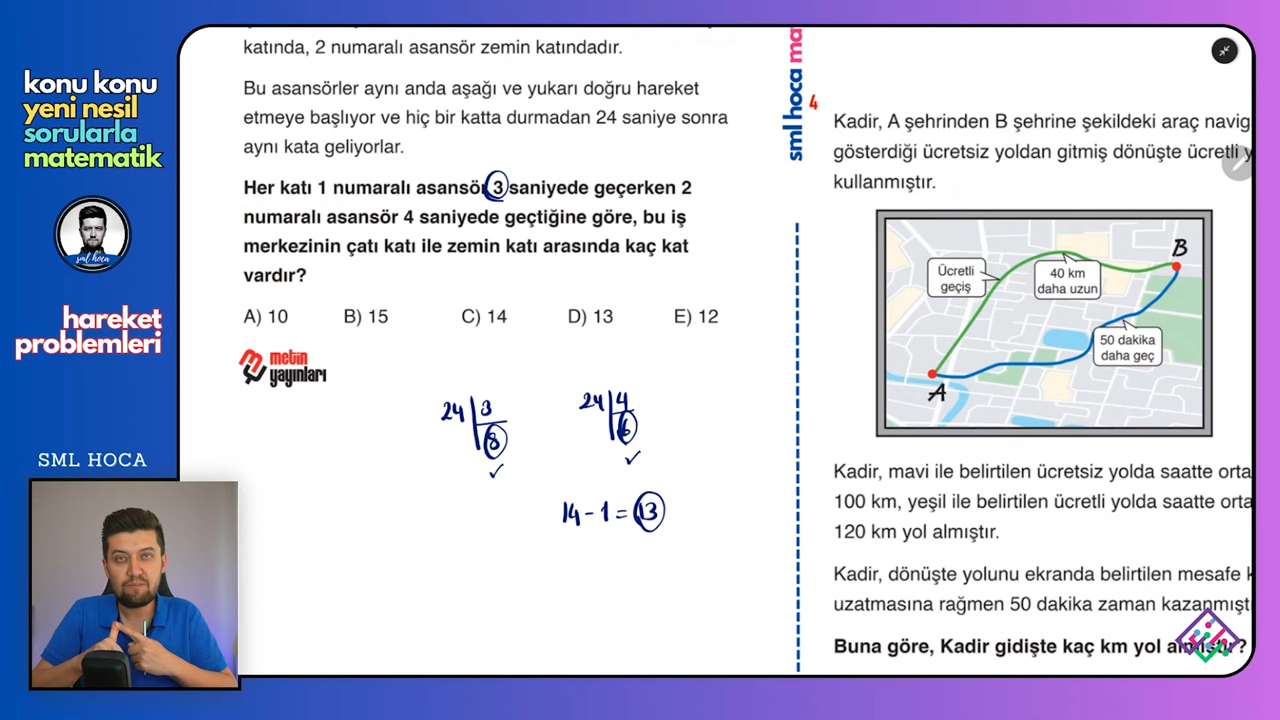 konu konu
yeni nesil
sorularla
matematik
sml hoca
hareket
problemleri
SML HOCA
katında, 2 numaralı asansör zemin katındadır.
Bu asansörler aynı anda aşağı ve yukarı doğru hareket
etmeye başlıyor ve hiç bir katta durmadan 24 saniye sonra
aynı kata geliyorlar.
Her katı 1 numaralı asansör 3 saniyede geçerken 2
numaralı asansör 4 saniyede geçtiğine göre, bu iş
merkezinin çatı katı ile zemin katı arasında kaç kat
vardır?
A) 10 B) 15 C) 14 D) 13 E) 12
metin
yayınları
24 3
8
24 4
6
14 - 1 = 13
sml hoca
4
Kadir, A şehrinden B şehrine şekildeki araç navig
gösterdiği ücretsiz yoldan gitmiş dönüşte ücretli y
kullanmıştır.
B
Ücretli
geçiş
40 km
daha uzun
50 dakika
daha geç
A
Kadir, mavi ile belirtilen ücretsiz yolda saatte orta
100 km, yeşil ile belirtilen ücretli yolda saatte orta
120 km yol almıştır.
Kadir, dönüşte yolunu ekranda belirtilen mesafe k
uzatmasına rağmen 50 dakika zaman kazanmışt
Buna göre, Kadir gidişte kaç km yol almıştır?